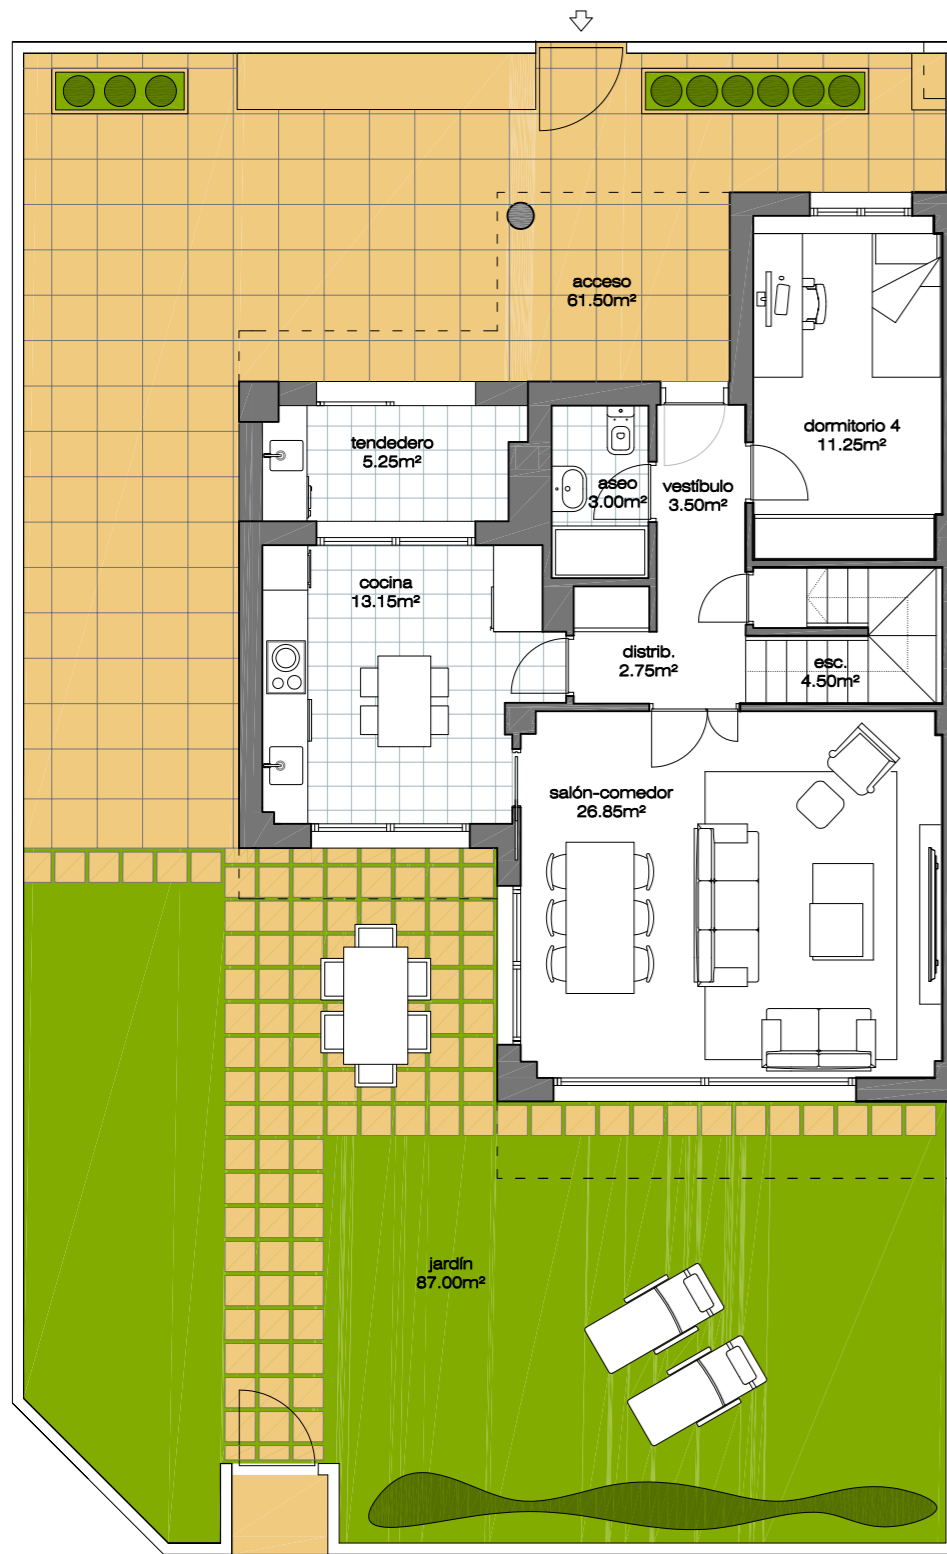 acceso
61.50m²
dormitorio 4
11.25m²
tendedero
5.25m²
aseo
3.00m²
vestíbulo
3.50m²
cocina
13.15m²
distrib.
2.75m²
esc.
4.50m²
salón-comedor
26.85m²
jardín
87.00m²